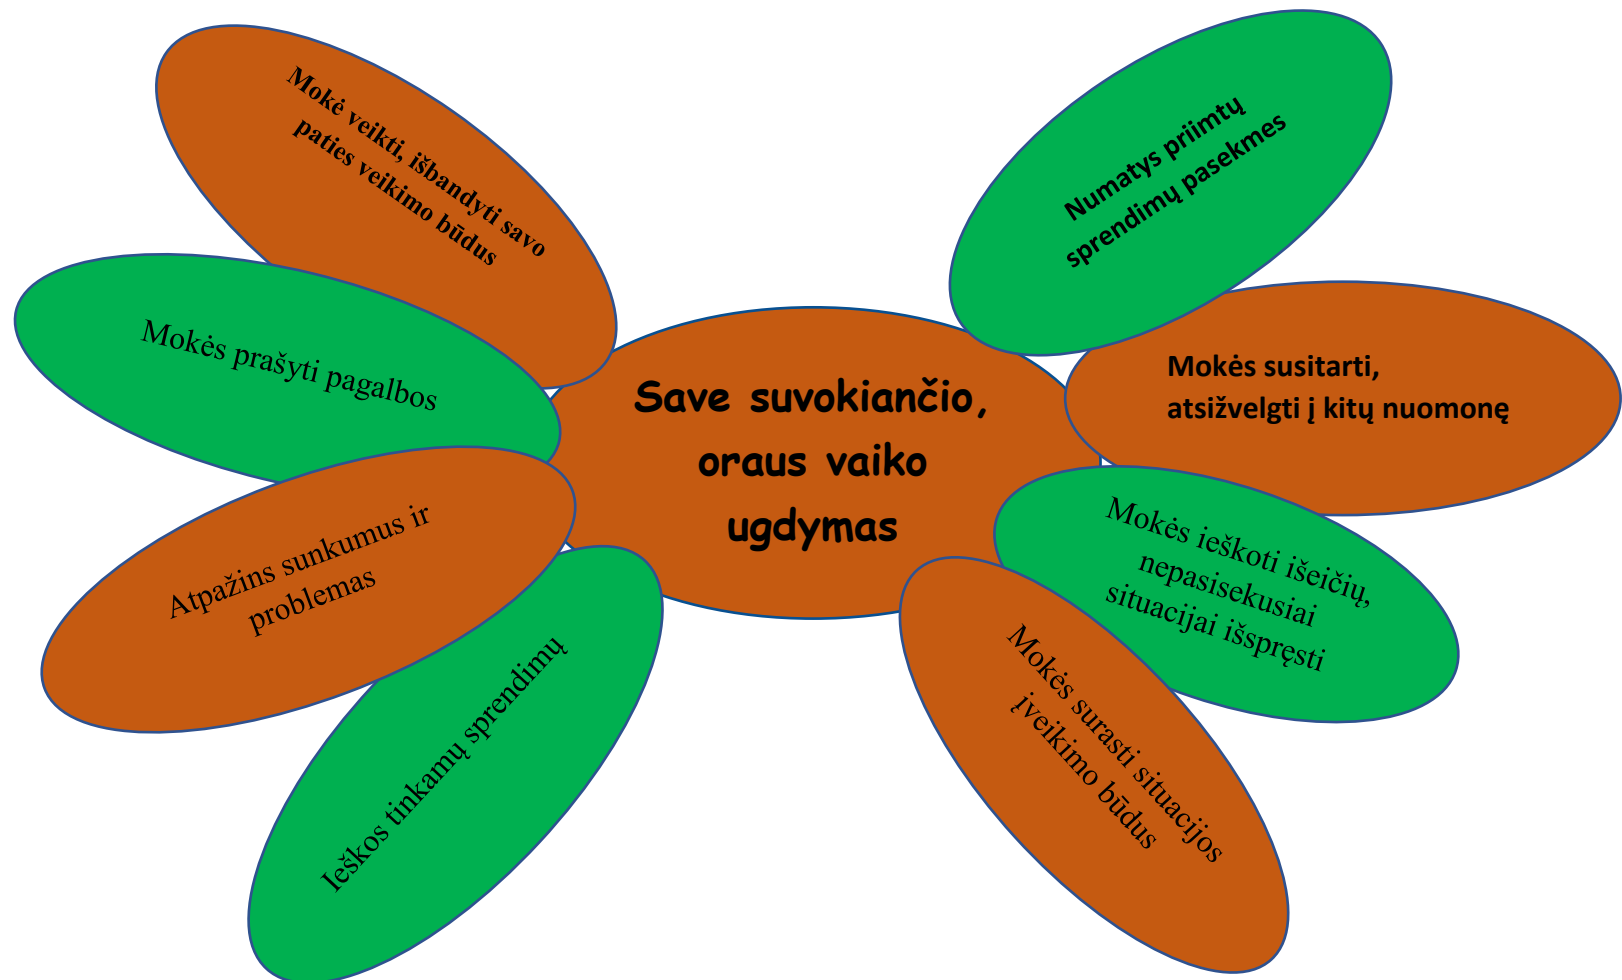 Mokė veikti, išbandyti savo
paties veikimo būdus
Mokės prašyti pagalbos
Atpažins sunkumus ir
problemas
Ieškos tinkamų sprendimų
Save suvokiančio,
oraus vaiko
ugdymas
Numatys priimtų
sprendimų pasekmes
Mokės susitarti,
atsižvelgti į kitų nuomonę
Mokės ieškoti išeičių,
nepasisekusiai
situacijai išspręsti
Mokės surasti situacijos
įveikimo būdus